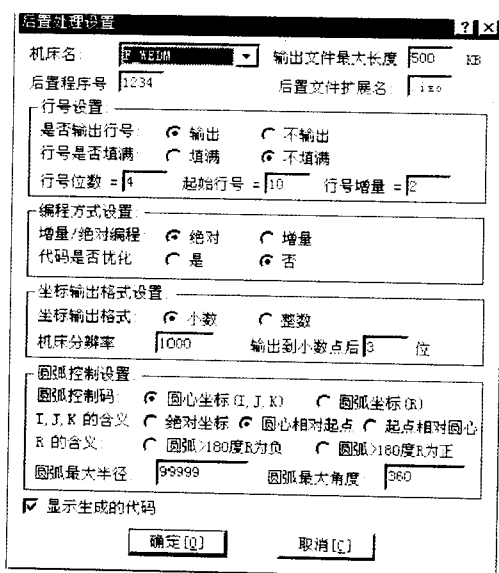 后置处理设置 ? ×
机床名: F WEDM 输出文件最大长度 500 KB
后置程序号 1234 后置文件扩展名: iso
行号设置:
是否输出行号: 输出 不输出
行号是否填满: 填满 不填满
行号位数 =4 起始行号 =10 行号增量 =2
编程方式设置:
增量/绝对编程: 绝对 增量
代码是否优化: 是 否
坐标输出格式设置:
坐标输出格式: 小数 整数
机床分辨率 1000 输出到小数点后 3 位
圆弧控制设置:
圆弧控制码: 圆心坐标(I,J,K) 圆弧坐标(R)
I,J,K 的含义: 绝对坐标 圆心相对起点 起点相对圆心
R 的含义: 圆弧>180度R为负 圆弧>180度R为正
圆弧最大半径: 99999 圆弧最大角度: 360
显示生成的代码
确定[O] 取消[C]